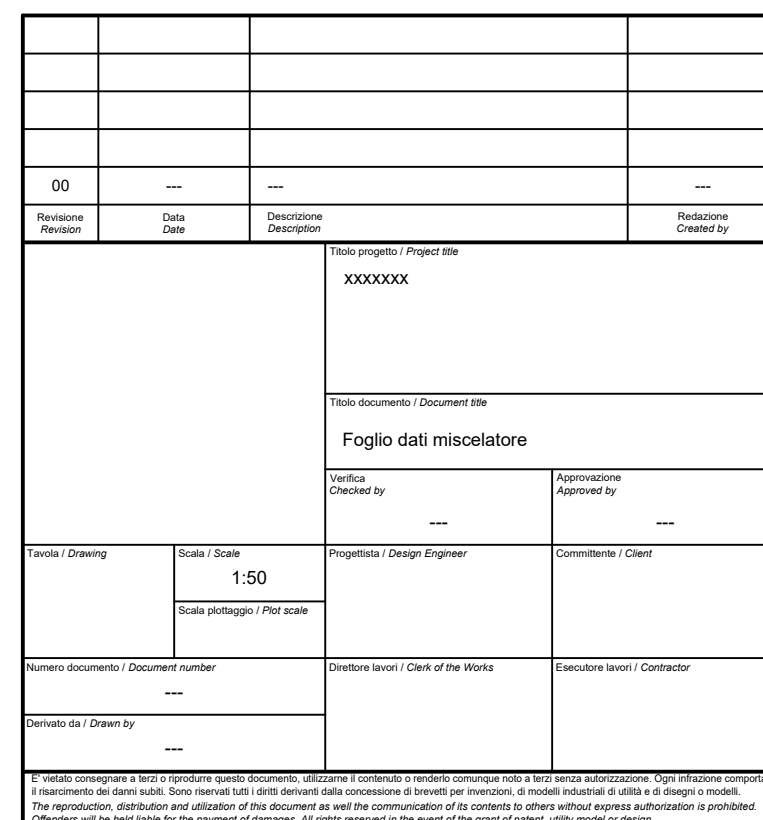 00 --- --- ---
Revisione Data Descrizione Redazione
Revision Date Description Created by
Titolo progetto / Project title
xxxxxxx
Titolo documento / Document title
Foglio dati miscelatore
Verifica Approvazione
Checked by Approved by
--- ---
Tavola / Drawing Scala / Scale Progettista / Design Engineer Committente / Client
1:50
Scala plottaggio / Plot scale
Numero documento / Document number Direttore lavori / Clerk of the Works Esecutore lavori / Contractor
---
Derivato da / Drawn by
---
E' vietato consegnare a terzi o riprodurre questo documento, utilizzarne il contenuto o renderlo comunque noto a terzi senza autorizzazione. Ogni infrazione comporta
il risarcimento dei danni subiti. Sono riservati tutti i diritti derivanti dalla concessione di brevetti per invenzioni, di modelli industriali di utilità e di disegni o modelli.
The reproduction, distribution and utilization of this document as well the communication of its contents to others without express authorization is prohibited.
Offenders will be held liable for the payment of damages. All rights reserved in the event of the grant of patent, utility model or design.